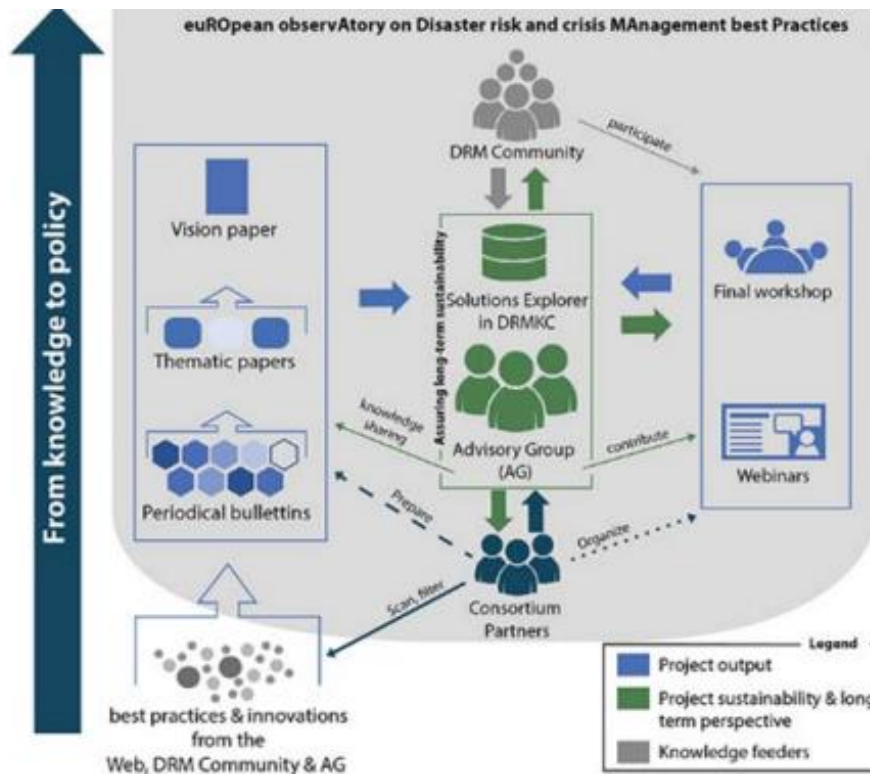 euROpean observAtory on Disaster risk and crisis MAnagement best Practices
From knowledge to policy
DRM Community
participate
Vision paper
Thematic papers
Periodical bullettins
Assuring long-term sustainability
Solutions Explorer
in DRMKC
Advisory Group
(AG)
Final workshop
Webinars
knowledge
sharing
contribute
Prepare
Organize
Scan, filter
Consortium
Partners
best practices & innovations
from the
Web, DRM Community & AG
Legend
Project output
Project sustainability & long
term perspective
Knowledge feeders